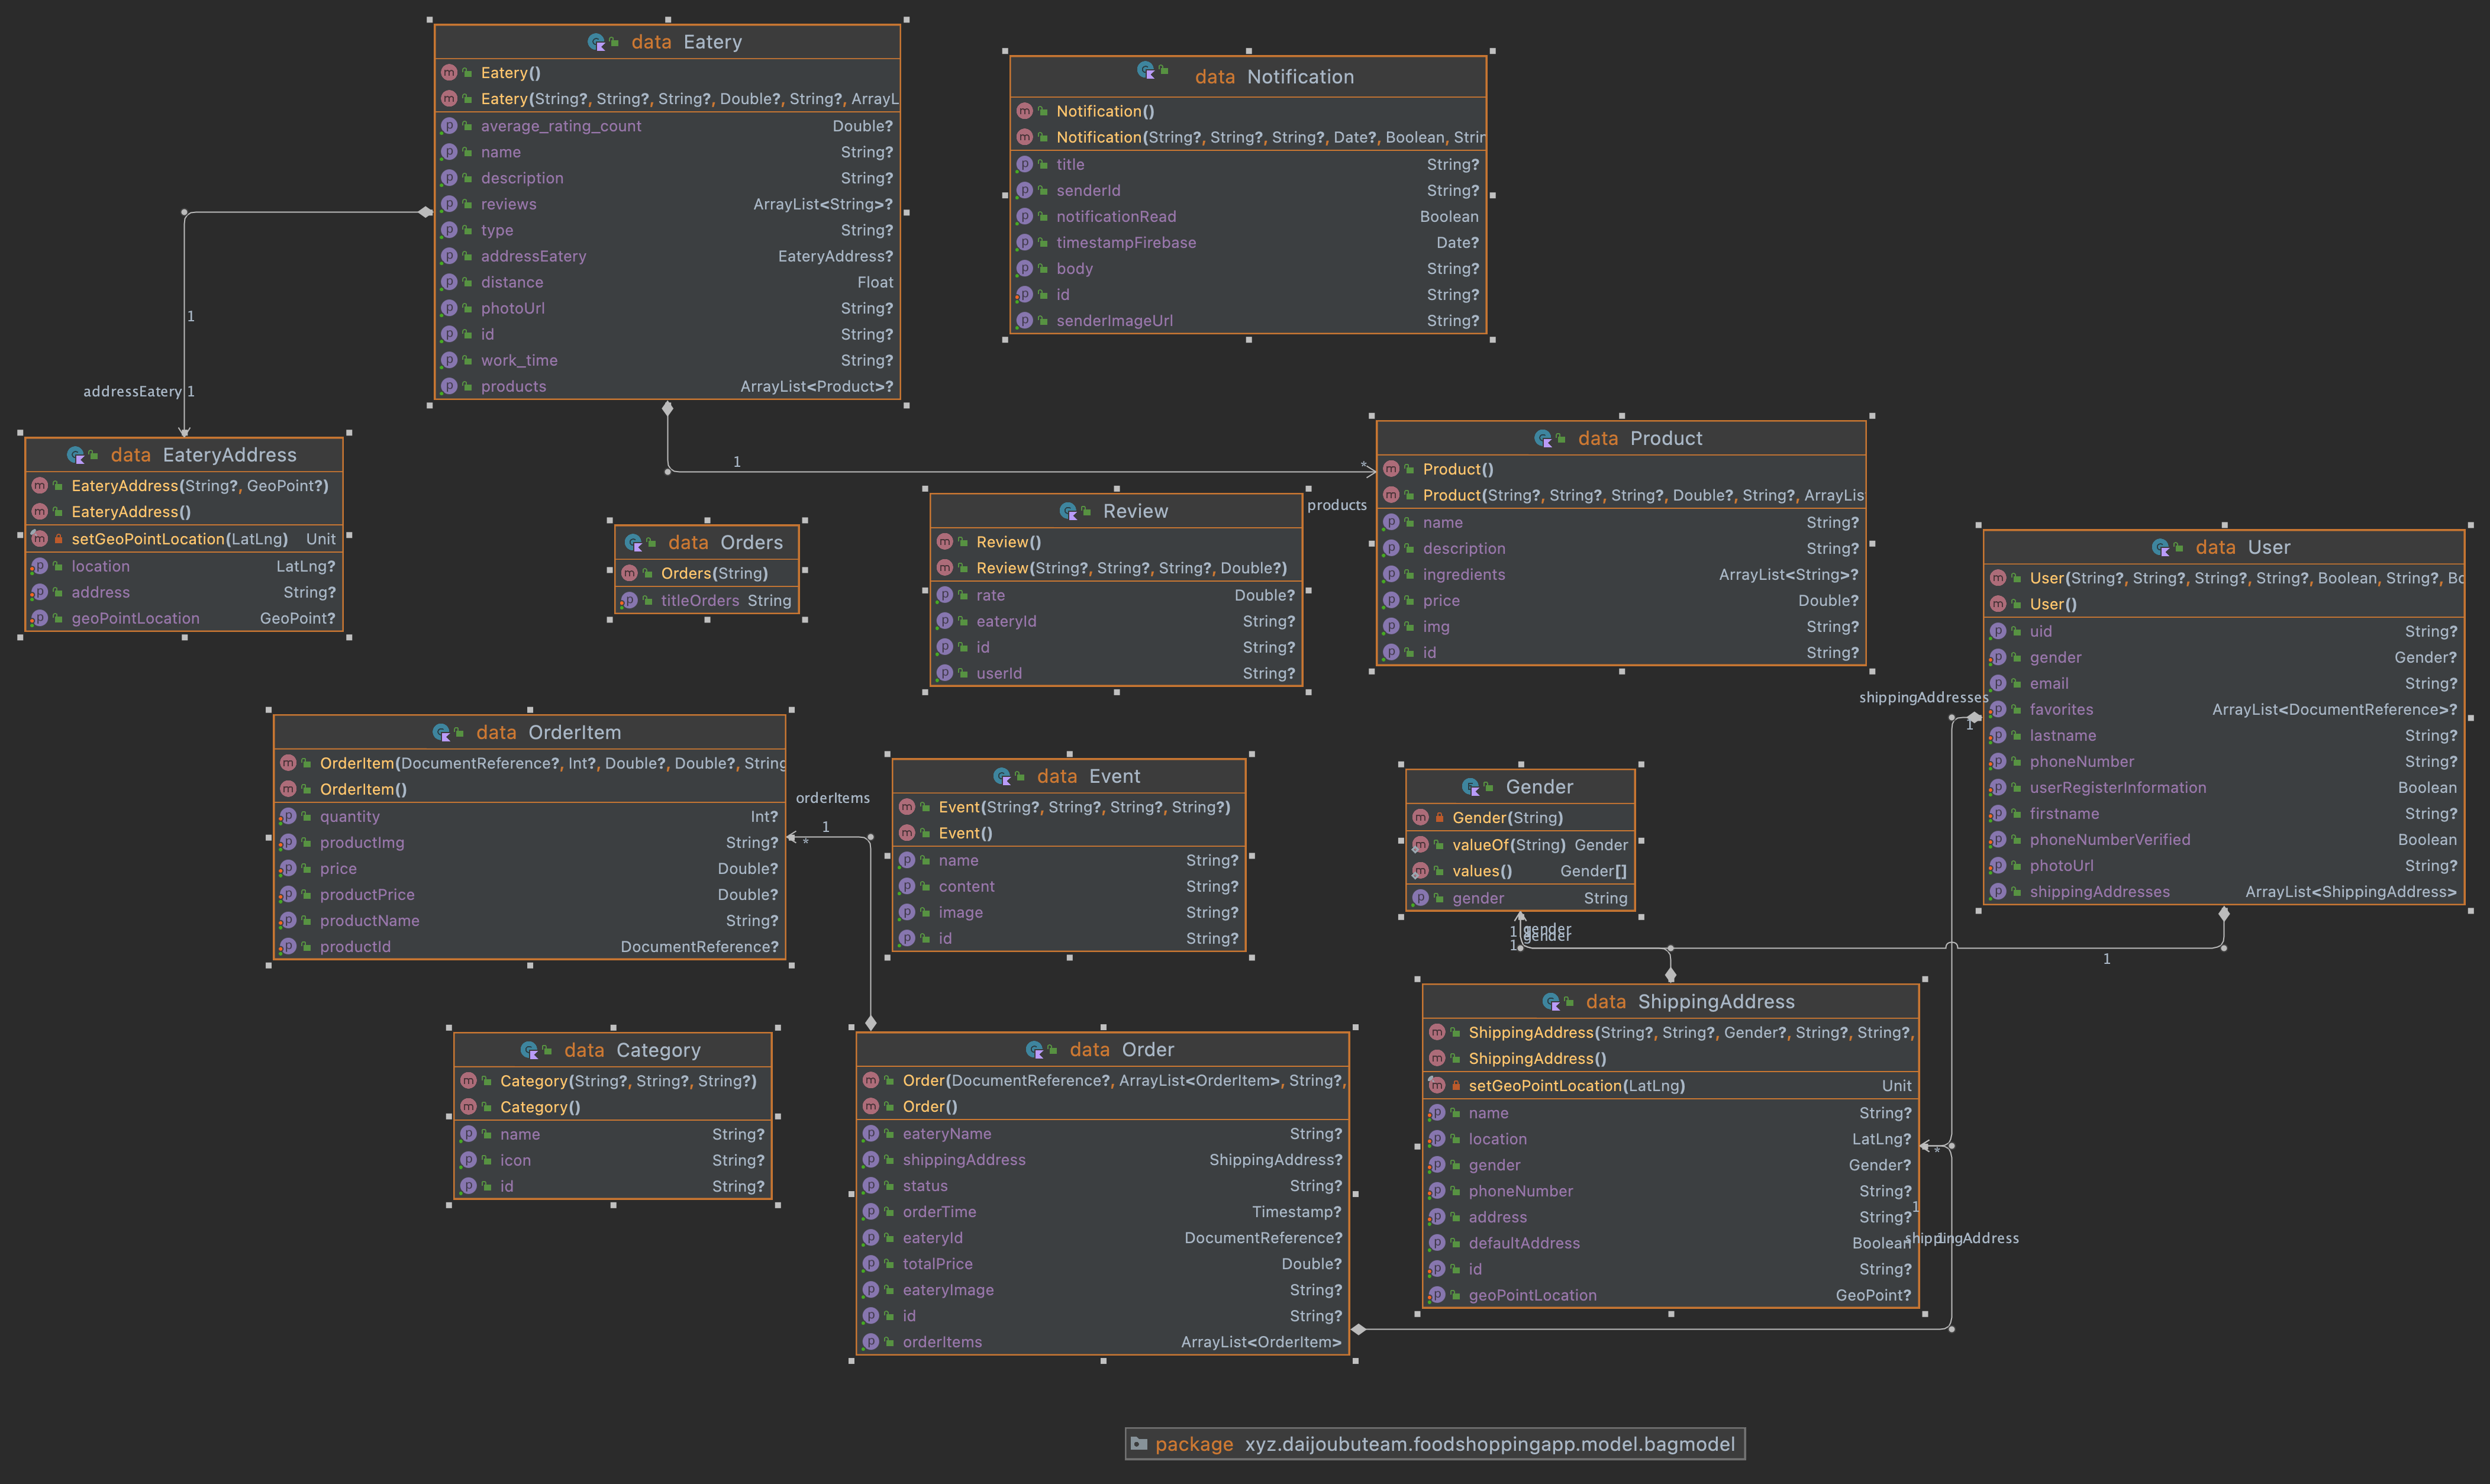 data Eatery
Eatery()
Eatery(String?, String?, String?, Double?, String?, ArrayL
average_rating_count Double?
name String?
description String?
reviews ArrayList<String>?
type String?
addressEatery EateryAddress?
distance Float
photoUrl String?
id String?
work_time String?
products ArrayList<Product>?
data Notification
Notification()
Notification(String?, String?, String?, Date?, Boolean, Strin
title String?
senderId String?
notificationRead Boolean
timestampFirebase Date?
body String?
id String?
senderImageUrl String?
1
addressEatery 1
data EateryAddress
EateryAddress(String?, GeoPoint?)
EateryAddress()
setGeoPointLocation(LatLng) Unit
location LatLng?
address String?
geoPointLocation GeoPoint?
1
*
products
data Orders
Orders(String)
titleOrders String
data Review
Review()
Review(String?, String?, String?, Double?)
rate Double?
eateryId String?
id String?
userId String?
data Product
Product()
Product(String?, String?, String?, Double?, String?, ArrayLis
name String?
description String?
ingredients ArrayList<String>?
price Double?
img String?
id String?
data User
User(String?, String?, String?, String?, Boolean, String?, Bo
User()
uid String?
gender Gender?
email String?
favorites ArrayList<DocumentReference>?
lastname String?
phoneNumber String?
userRegisterInformation Boolean
firstname String?
phoneNumberVerified Boolean
photoUrl String?
shippingAddresses ArrayList<ShippingAddress>
shippingAddresses
1
data OrderItem
OrderItem(DocumentReference?, Int?, Double?, Double?, String
OrderItem()
quantity Int?
productImg String?
price Double?
productPrice Double?
productName String?
productId DocumentReference?
orderItems
1
*
data Event
Event(String?, String?, String?, String?)
Event()
name String?
content String?
image String?
id String?
Gender
Gender(String)
valueOf(String) Gender
values() Gender[]
gender String
1 gender
1 gender
1
data Category
Category(String?, String?, String?)
Category()
name String?
icon String?
id String?
data Order
Order(DocumentReference?, ArrayList<OrderItem>, String?,
Order()
eateryName String?
shippingAddress ShippingAddress?
status String?
orderTime Timestamp?
eateryId DocumentReference?
totalPrice Double?
eateryImage String?
id String?
orderItems ArrayList<OrderItem>
data ShippingAddress
ShippingAddress(String?, String?, Gender?, String?, String?,
ShippingAddress()
setGeoPointLocation(LatLng) Unit
name String?
location LatLng?
gender Gender?
phoneNumber String?
address String?
defaultAddress Boolean
id String?
geoPointLocation GeoPoint?
*
1
shippingAddress
1
package xyz.daijoubuteam.foodshoppingapp.model.bagmodel